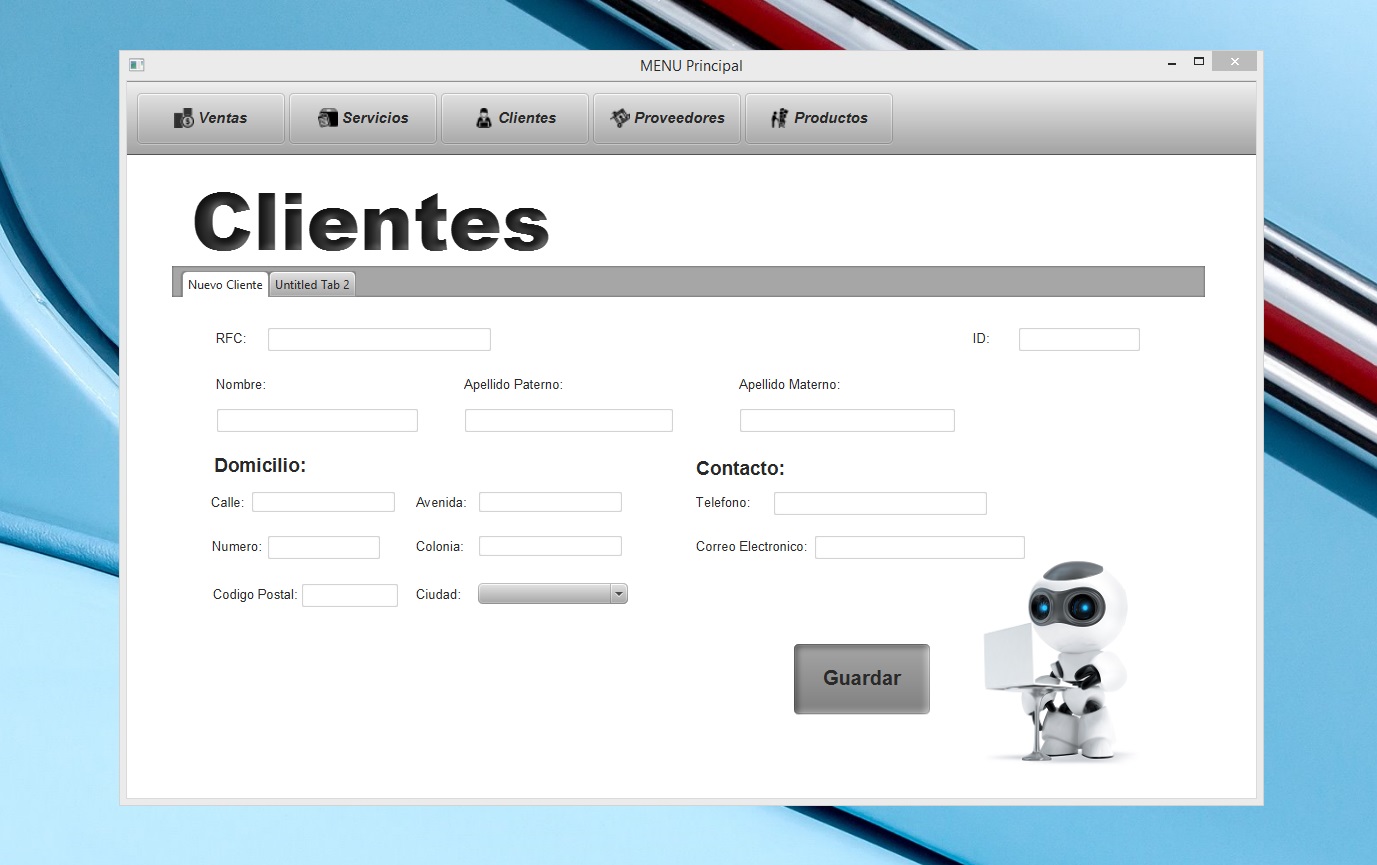 MENU Principal
Ventas Servicios Clientes Proveedores Productos
Clientes
Nuevo Cliente Untitled Tab 2
RFC: ID:
Nombre: Apellido Paterno: Apellido Materno:
Domicilio: Contacto:
Calle: Avenida: Telefono:
Numero: Colonia: Correo Electronico:
Codigo Postal: Ciudad:
Guardar